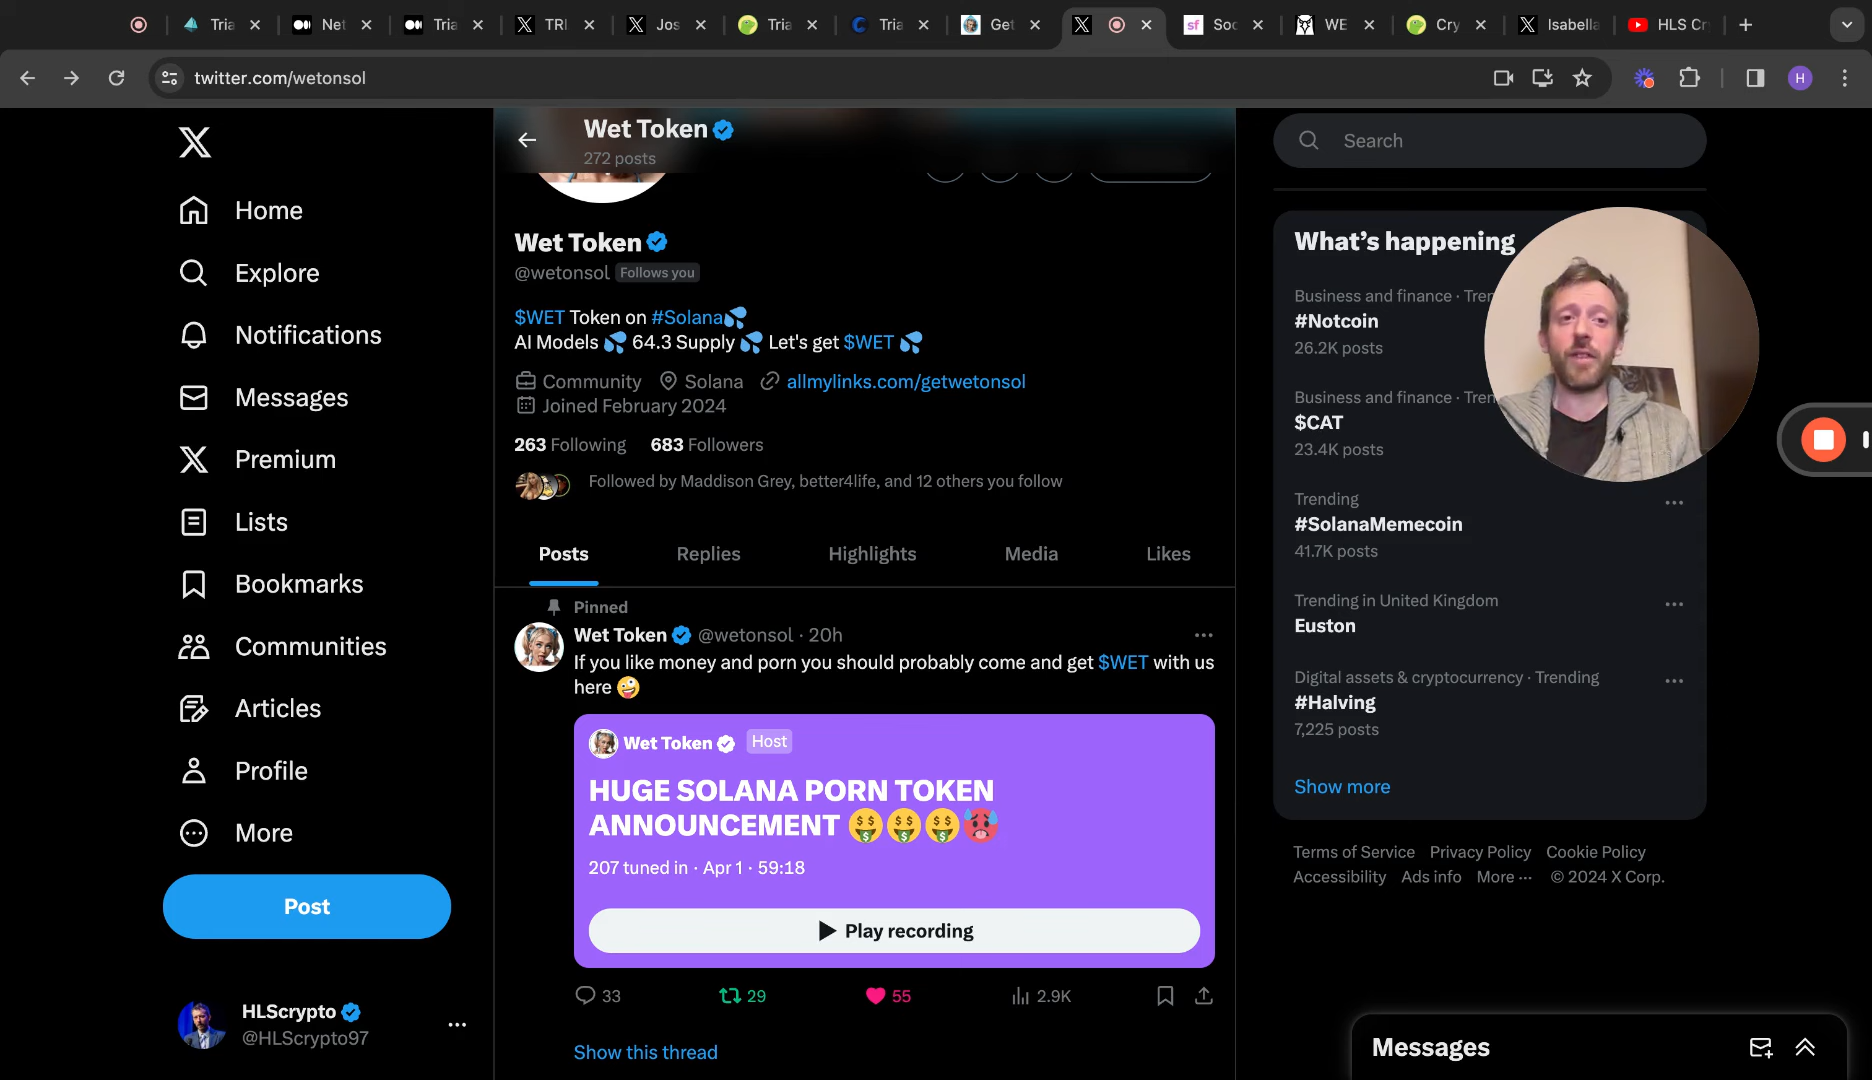 Tria
Net
Tria
TRI
Jos
Tria
Tria
Get
Soc
WE
Cry
Isabella
HLS Cr
twitter.com/wetonsol
H
Wet Token
272 posts
Search
Home
Explore
Notifications
Messages
Premium
Lists
Bookmarks
Communities
Articles
Profile
More
Post
HLScrypto
@HLScrypto97
Wet Token
@wetonsol Follows you
$WET Token on #Solana💦
AI Models 💦 64.3 Supply 💦 Let's get $WET 💦
Community Solana allmylinks.com/getwetonsol
Joined February 2024
263 Following 683 Followers
Followed by Maddison Grey, better4life, and 12 others you follow
Posts Replies Highlights Media Likes
Pinned
Wet Token @wetonsol · 20h
If you like money and porn you should probably come and get $WET with us
here 🤪
Wet Token Host
HUGE SOLANA PORN TOKEN
ANNOUNCEMENT 🤑🤑🤑🥵
207 tuned in · Apr 1 · 59:18
Play recording
33 29 55 2.9K
Show this thread
What's happening
Business and finance · Tren
#Notcoin
26.2K posts
Business and finance · Tren
$CAT
23.4K posts
Trending
#SolanaMemecoin
41.7K posts
Trending in United Kingdom
Euston
Digital assets & cryptocurrency · Trending
#Halving
7,225 posts
Show more
Terms of Service Privacy Policy Cookie Policy
Accessibility Ads info More ··· © 2024 X Corp.
Messages